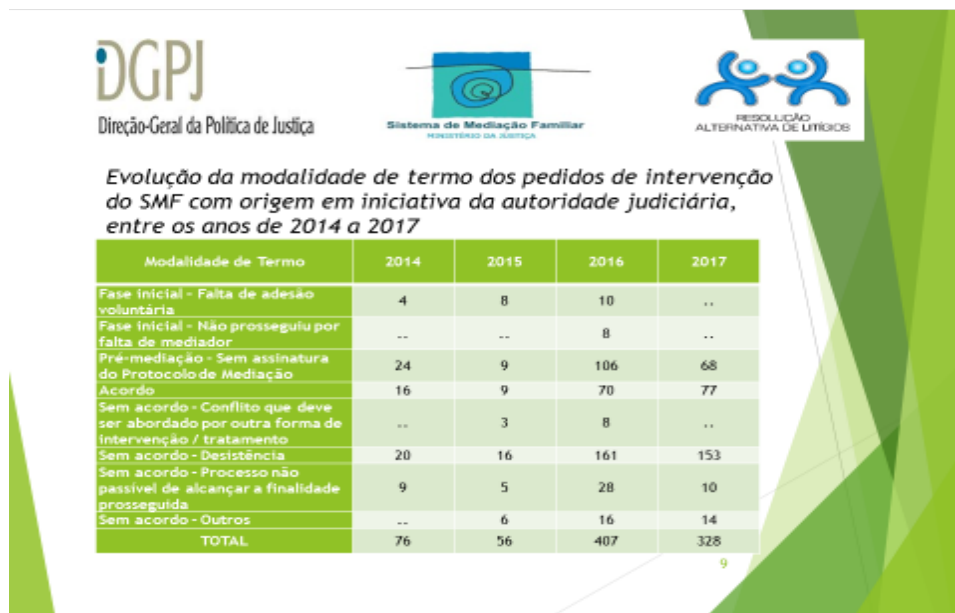 DGPJ
Direção-Geral da Política de Justiça
Sistema de Mediação Familiar
MINISTÉRIO DA JUSTIÇA
RESOLUÇÃO
ALTERNATIVA DE LITÍGIOS
Evolução da modalidade de termo dos pedidos de intervenção
do SMF com origem em iniciativa da autoridade judiciária,
entre os anos de 2014 a 2017
Modalidade de Termo 2014 2015 2016 2017
Fase inicial - Falta de adesão
voluntária 4 8 10 ..
Fase inicial - Não prosseguiu por
falta de mediador .. .. 8 ..
Pré-mediação - Sem assinatura
do Protocolo de Mediação 24 9 106 68
Acordo 16 9 70 77
Sem acordo - Conflito que deve
ser abordado por outra forma de
intervenção / tratamento .. 3 8 ..
Sem acordo - Desistência 20 16 161 153
Sem acordo - Processo não
passível de alcançar a finalidade
prosseguida 9 5 28 10
Sem acordo - Outros .. 6 16 14
TOTAL 76 56 407 328
9